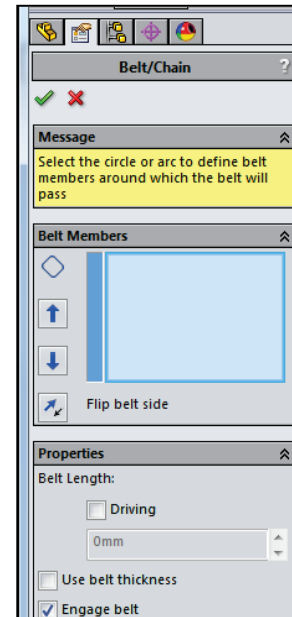 Belt/Chain
?
Message
Select the circle or arc to define belt
members around which the belt will
pass
Belt Members
Flip belt side
Properties
Belt Length:
Driving
0mm
Use belt thickness
Engage belt